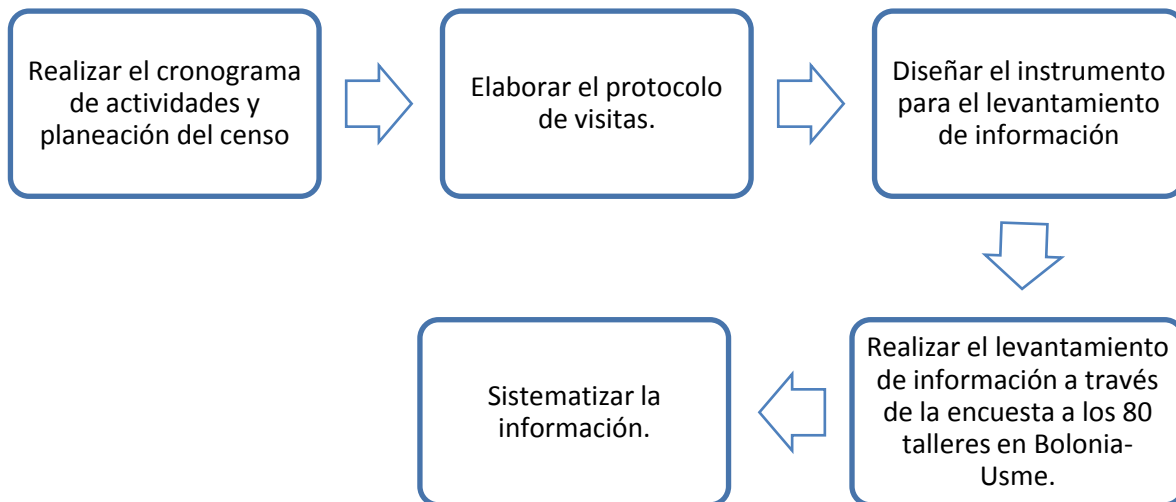 Realizar el cronograma
de actividades y
planeación del censo
Elaborar el protocolo
de visitas.
Diseñar el instrumento
para el levantamiento
de información
Realizar el levantamiento
de información a través
de la encuesta a los 80
talleres en Bolonia-
Usme.
Sistematizar la
información.